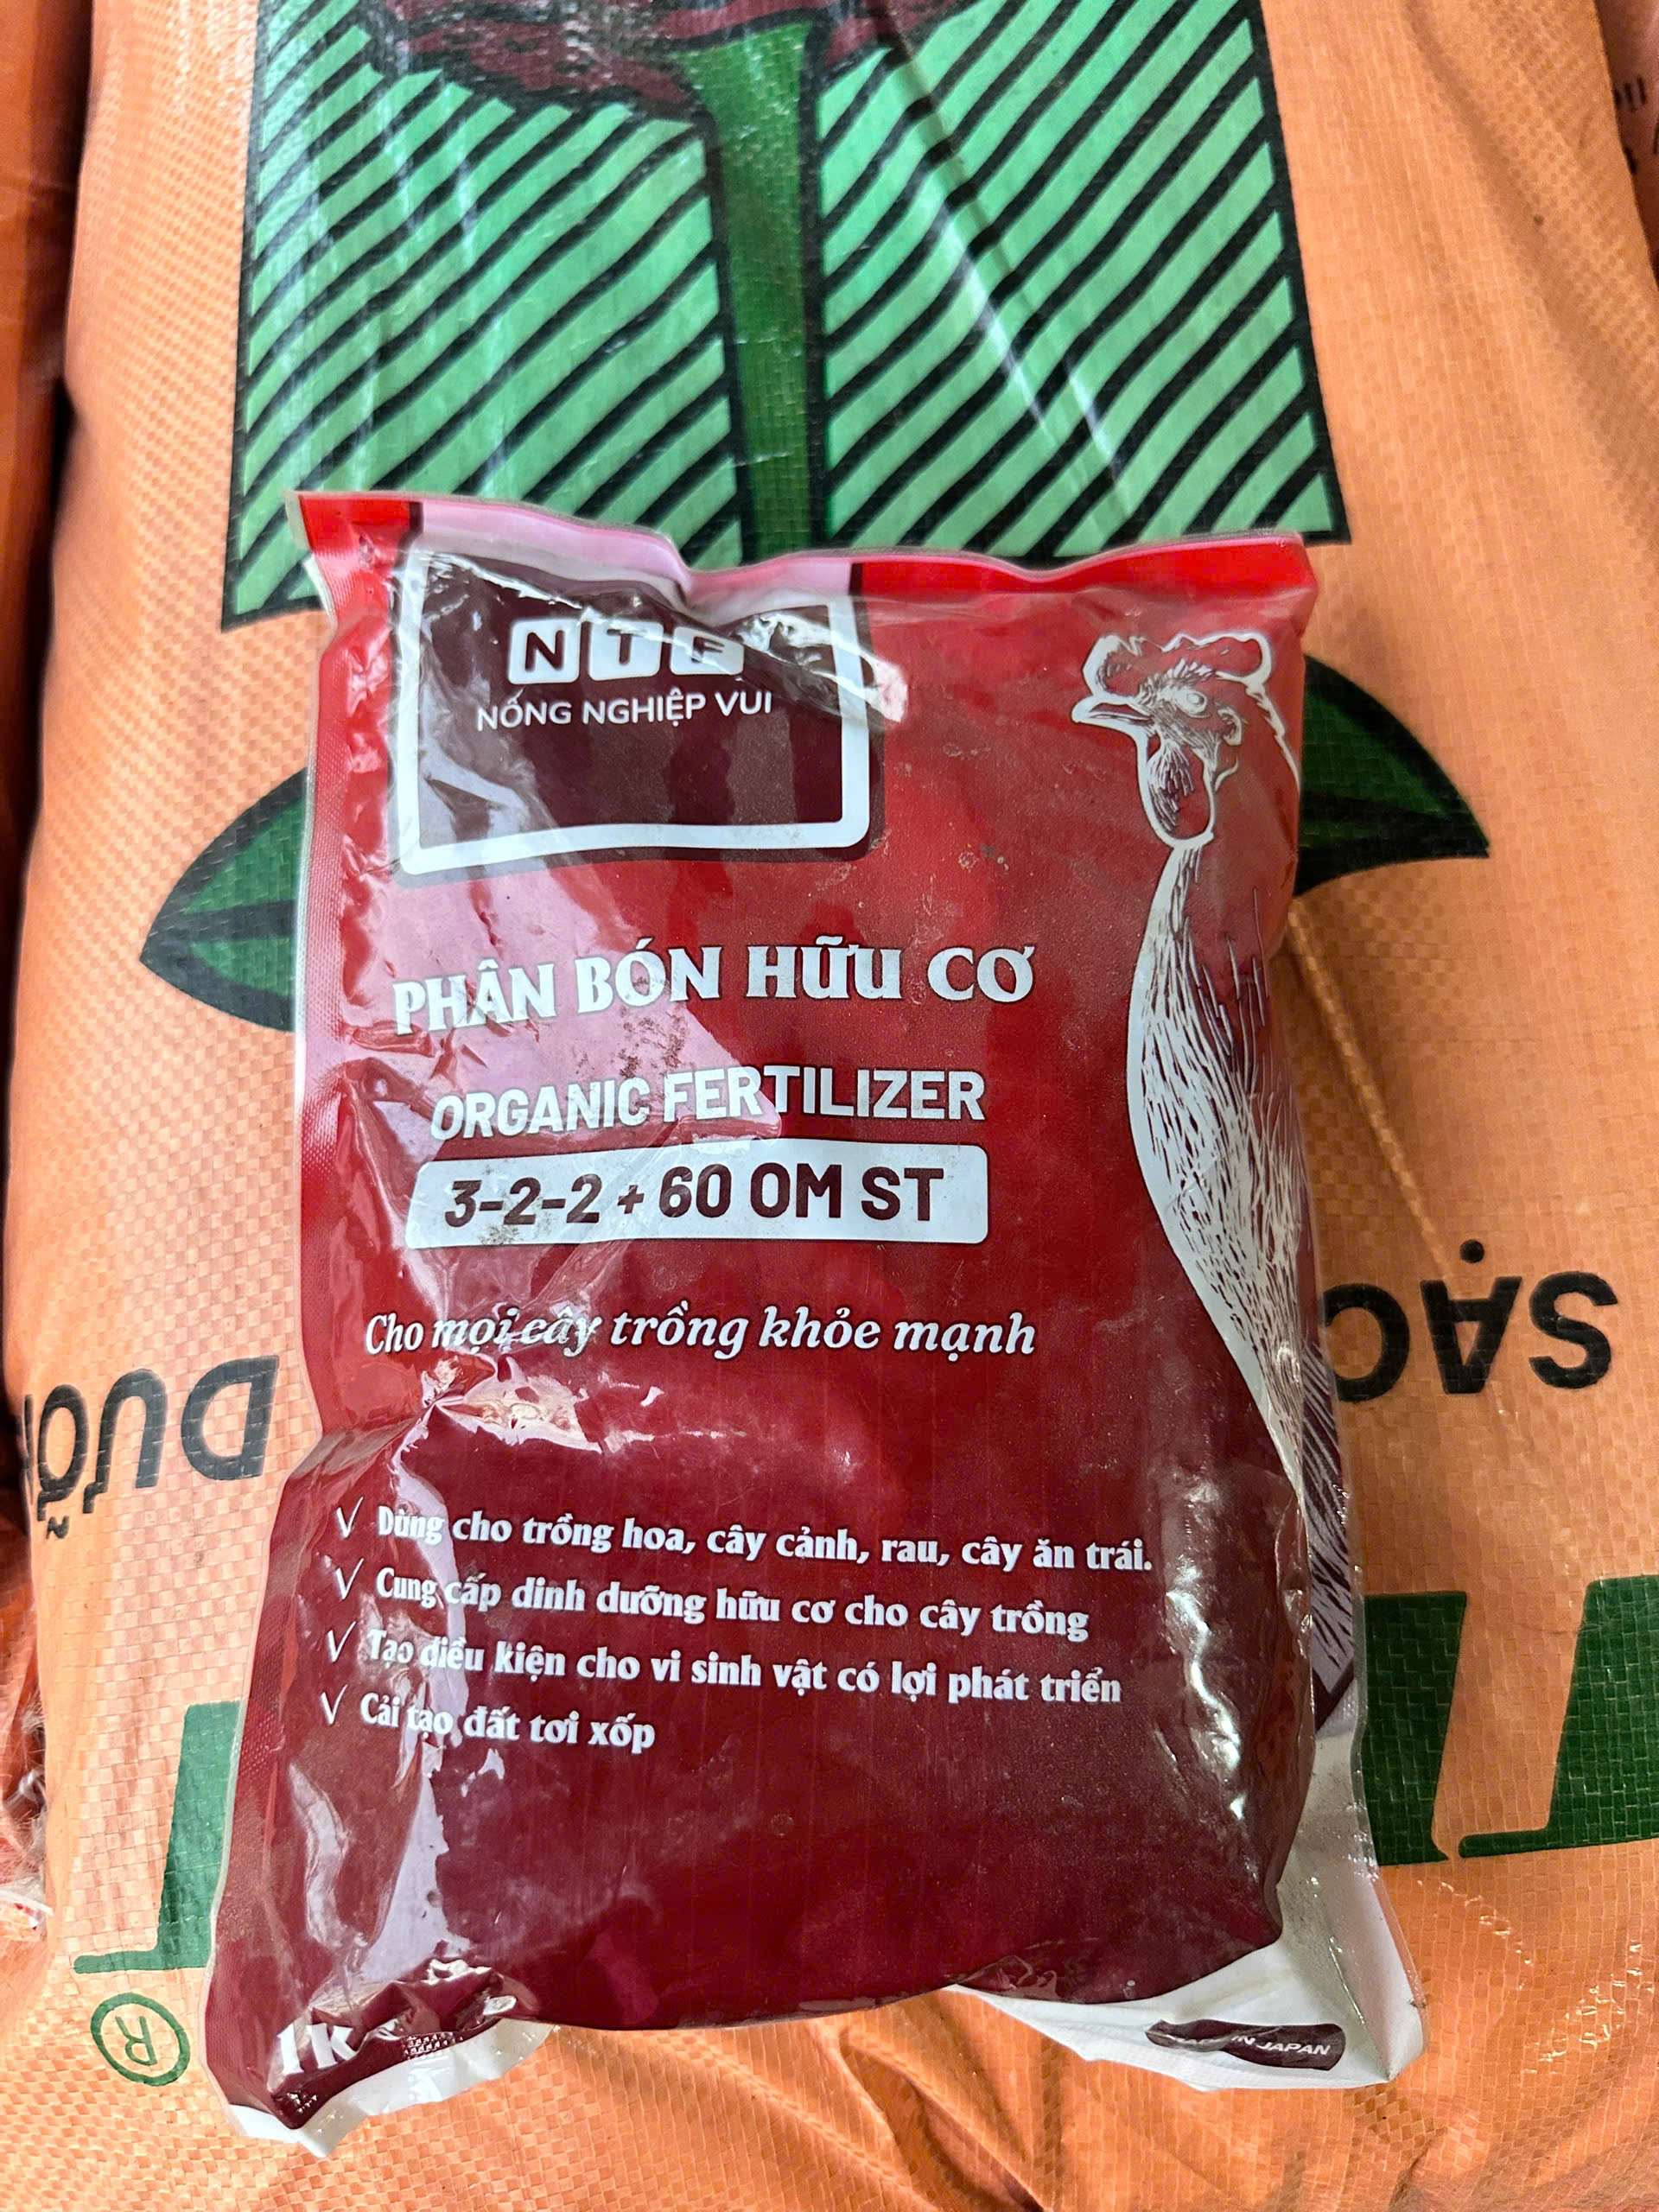 NTF
NÔNG NGHIỆP VUI
PHÂN BÓN HỮU CƠ
ORGANIC FERTILIZER
3-2-2 + 60 OM ST
Cho mọi cây trồng khỏe mạnh
√ Dùng cho trồng hoa, cây cảnh, rau, cây ăn trái.
√ Cung cấp dinh dưỡng hữu cơ cho cây trồng
√ Tạo điều kiện cho vi sinh vật có lợi phát triển
√ Cải tạo đất tơi xốp
IN JAPAN
SẠC
DƯỠ
®